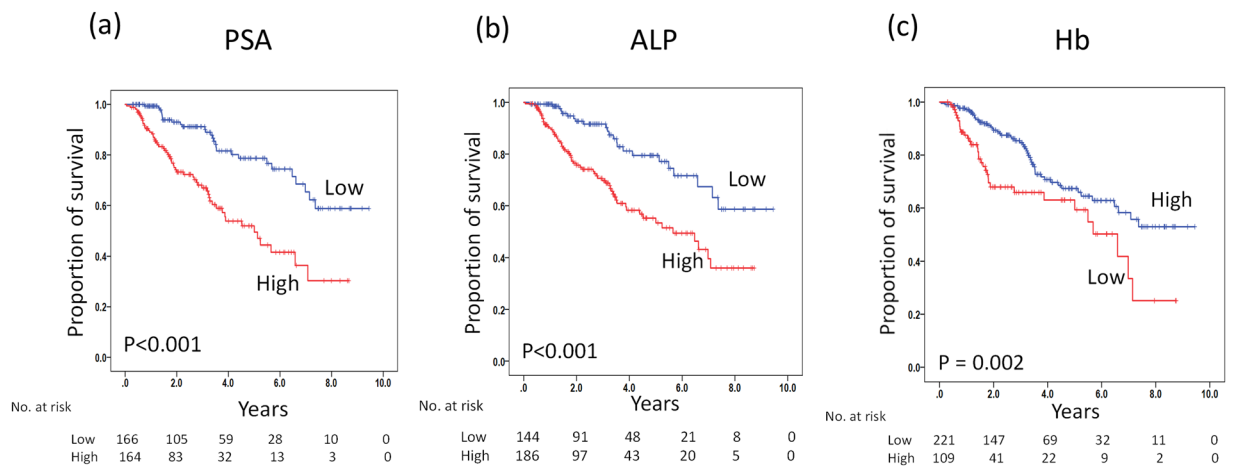 (a)
PSA
Proportion of survival
1.0
0.8
0.6
0.4
0.2
0.0
Low
High
P<0.001
.0 2.0 4.0 6.0 8.0 10.0
Years
No. at risk
Low 166 105 59 28 10 0
High 164 83 32 13 3 0
(b)
ALP
Proportion of survival
1.0
0.8
0.6
0.4
0.2
0.0
Low
High
P<0.001
.0 2.0 4.0 6.0 8.0 10.0
Years
No. at risk
Low 144 91 48 21 8 0
High 186 97 43 20 5 0
(c)
Hb
Proportion of survival
1.0
0.8
0.6
0.4
0.2
0.0
High
Low
P = 0.002
.0 2.0 4.0 6.0 8.0 10.0
Years
No. at risk
Low 221 147 69 32 11 0
High 109 41 22 9 2 0